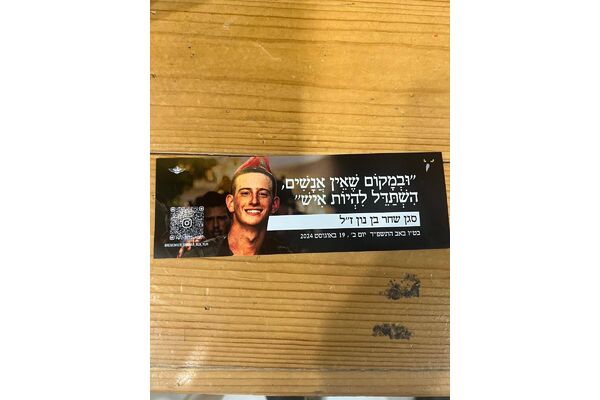 "וּבְמָקוֹם שֶׁאֵין אֲנָשִׁים,
הִשְׁתַּדֵּל לִהְיוֹת אִישׁ"
סגן שחר בן נון ז"ל
בט"ו באב התשפ"ד יום ב', 19 באוגוסט 2024